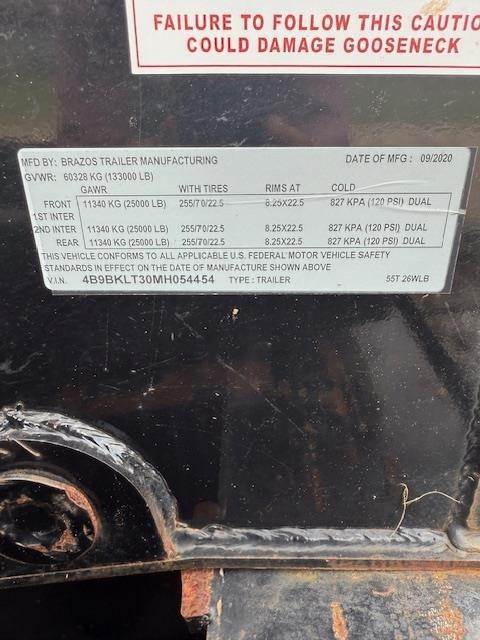 FAILURE TO FOLLOW THIS CAUTIO
COULD DAMAGE GOOSENECK
MFD BY: BRAZOS TRAILER MANUFACTURING DATE OF MFG : 09/2020
GVWR: 60328 KG (133000 LB)
GAWR WITH TIRES RIMS AT COLD
FRONT 11340 KG (25000 LB) 255/70/22.5 8.25X22.5 827 KPA (120 PSI) DUAL
1ST INTER
2ND INTER 11340 KG (25000 LB) 255/70/22.5 8.25X22.5 827 KPA (120 PSI) DUAL
REAR 11340 KG (25000 LB) 255/70/22.5 8.25X22.5 827 KPA (120 PSI) DUAL
THIS VEHICLE CONFORMS TO ALL APPLICABLE U.S. FEDERAL MOTOR VEHICLE SAFETY
STANDARDS IN EFFECT ON THE DATE OF MANUFACTURE SHOWN ABOVE
V.I.N. 4B9BKLT30MH054454 TYPE : TRAILER 55T 26WLB